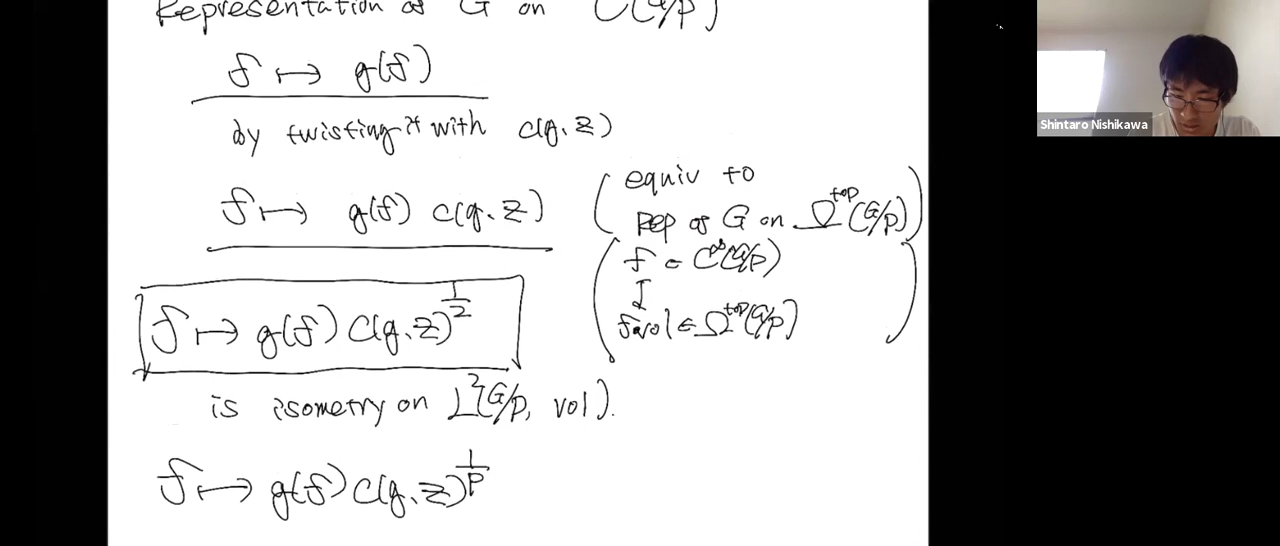 Representation of G on C(G/P)
f ↦ g(f)
by twisting it with c(g, z)
f ↦ g(f) c(g, z)
(equiv to
Rep of G on Ω^top(G/P))
(f ∈ C^∞(G/P)
↧
f·vol ∈ Ω^top(G/P))
f ↦ g(f) c(g, z)^{1/2}
is isometry on L²(G/P, vol).
f ↦ g(f) c(g, z)^{1/p}
Shintaro Nishikawa